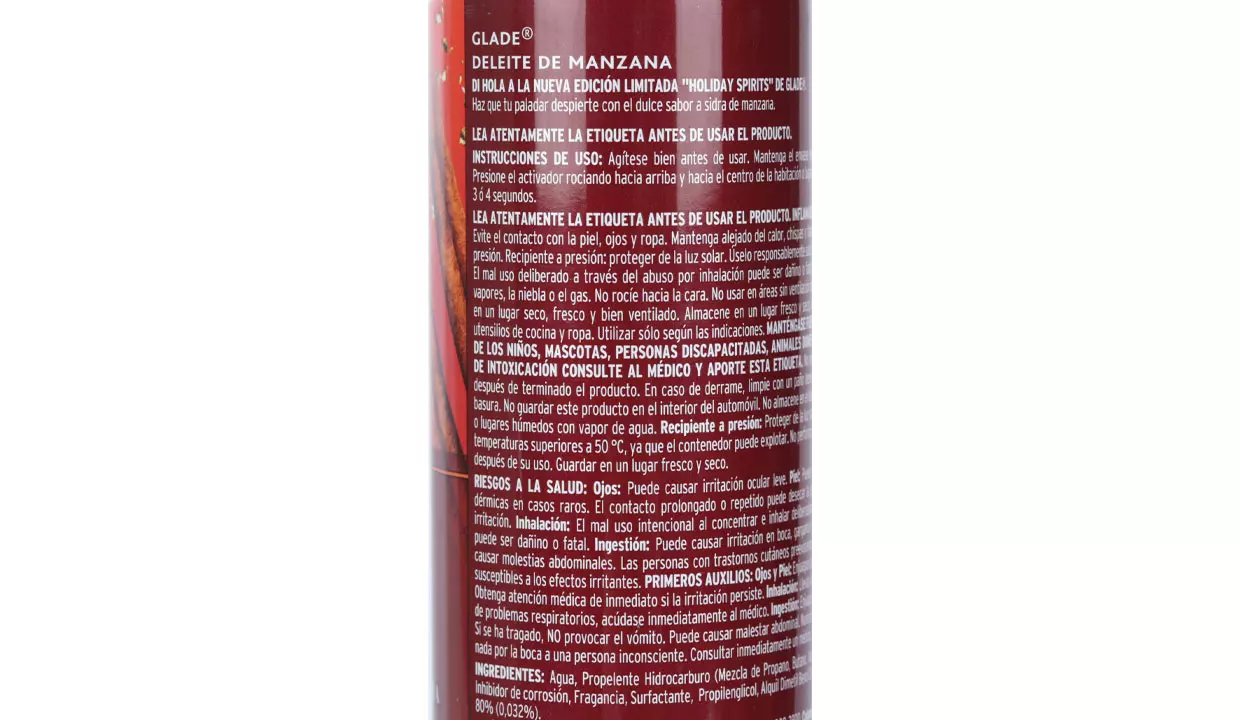 GLADE®
DELEITE DE MANZANA
DI HOLA A LA NUEVA EDICIÓN LIMITADA "HOLIDAY SPIRITS" DE GLADE®.
Haz que tu paladar despierte con el dulce sabor a sidra de manzana.
LEA ATENTAMENTE LA ETIQUETA ANTES DE USAR EL PRODUCTO.
INSTRUCCIONES DE USO: Agítese bien antes de usar. Mantenga el
Presione el activador rociando hacia arriba y hacia el centro de la habitación
3 ó 4 segundos.
LEA ATENTAMENTE LA ETIQUETA ANTES DE USAR EL PRODUCTO.
Evite el contacto con la piel, ojos y ropa. Mantenga alejado del calor,
presión. Recipiente a presión: proteger de la luz solar. Úselo responsablemente
El mal uso deliberado a través del abuso por inhalación puede ser dañino o
vapores, la niebla o el gas. No rocíe hacia la cara. No usar en áreas sin
en un lugar seco, fresco y bien ventilado. Almacene en un lugar fresco y
utensilios de cocina y ropa. Utilizar sólo según las indicaciones. MANTÉNGASE
DE LOS NIÑOS, MASCOTAS, PERSONAS DISCAPACITADAS, ANIMALES
DE INTOXICACIÓN CONSULTE AL MÉDICO Y APORTE ESTA ETIQUETA.
después de terminado el producto. En caso de derrame, limpie con un paño
basura. No guardar este producto en el interior del automóvil. No almacene en
o lugares húmedos con vapor de agua. Recipiente a presión: Proteger de la
temperaturas superiores a 50 °C, ya que el contenedor puede explotar. No
después de su uso. Guardar en un lugar fresco y seco.
RIESGOS A LA SALUD: Ojos: Puede causar irritación ocular leve. Piel:
dérmicas en casos raros. El contacto prolongado o repetido puede desecar
irritación. Inhalación: El mal uso intencional al concentrar e inhalar
puede ser dañino o fatal. Ingestión: Puede causar irritación en boca,
causar molestias abdominales. Las personas con trastornos cutáneos
susceptibles a los efectos irritantes. PRIMEROS AUXILIOS: Ojos y Piel:
Obtenga atención médica de inmediato si la irritación persiste. Inhalación:
de problemas respiratorios, acúdase inmediatamente al médico. Ingestión:
Si se ha tragado, NO provocar el vómito. Puede causar malestar abdominal.
nada por la boca a una persona inconsciente. Consultar inmediatamente un
INGREDIENTES: Agua, Propelente Hidrocarburo (Mezcla de Propano, Butano,
Inhibidor de corrosión, Fragancia, Surfactante, Propilenglicol, Alquil Dimetil
80% (0,032%).